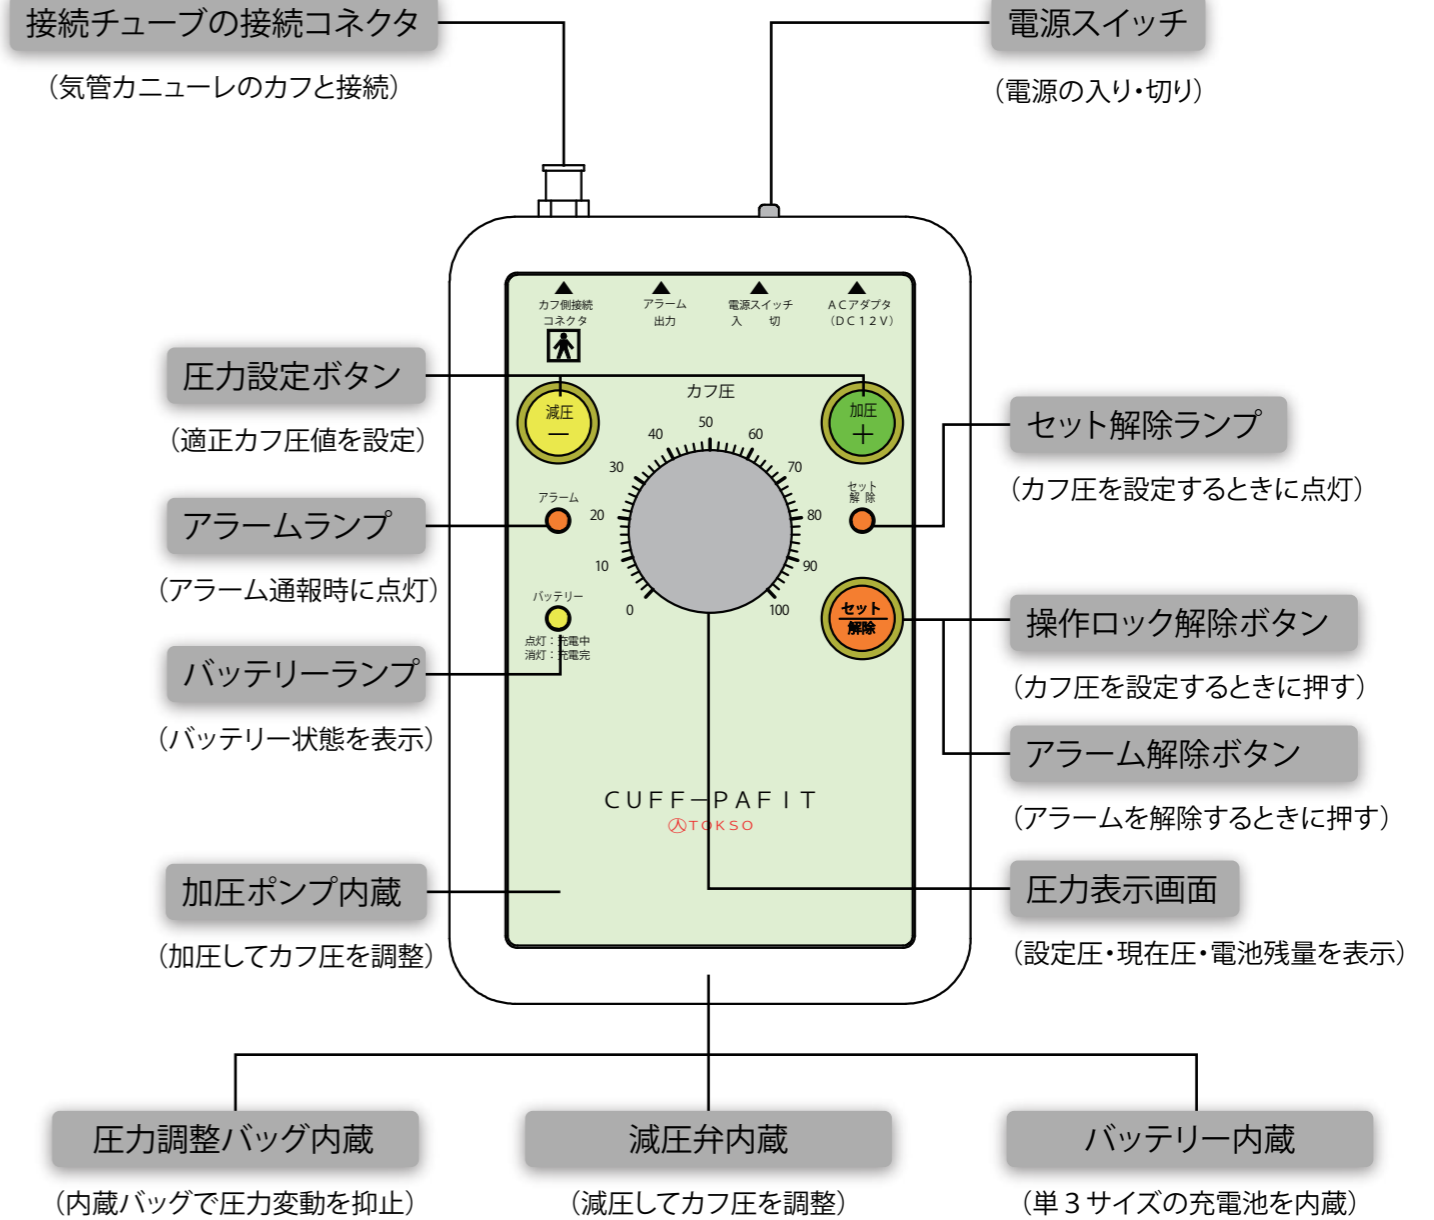 接続チューブの接続コネクタ
（気管カニューレのカフと接続）
電源スイッチ
（電源の入り・切り）
カフ側接続
コネクタ
アラーム
出力
電源スイッチ
入　切
ＡＣアダプタ
（ＤＣ１２Ｖ）
圧力設定ボタン
（適正カフ圧値を設定）
減圧
－
カフ圧
加圧
＋
0
10
20
30
40
50
60
70
80
90
100
アラーム
セット
解除
バッテリー
点灯：充電中
消灯：充電完
セット
解除
アラームランプ
（アラーム通報時に点灯）
バッテリーランプ
（バッテリー状態を表示）
セット解除ランプ
（カフ圧を設定するときに点灯）
操作ロック解除ボタン
（カフ圧を設定するときに押す）
アラーム解除ボタン
（アラームを解除するときに押す）
ＣＵＦＦ－ＰＡＦＩＴ
TOKSO
加圧ポンプ内蔵
（加圧してカフ圧を調整）
圧力表示画面
（設定圧・現在圧・電池残量を表示）
圧力調整バッグ内蔵
（内蔵バッグで圧力変動を抑止）
減圧弁内蔵
（減圧してカフ圧を調整）
バッテリー内蔵
（単３サイズの充電池を内蔵）